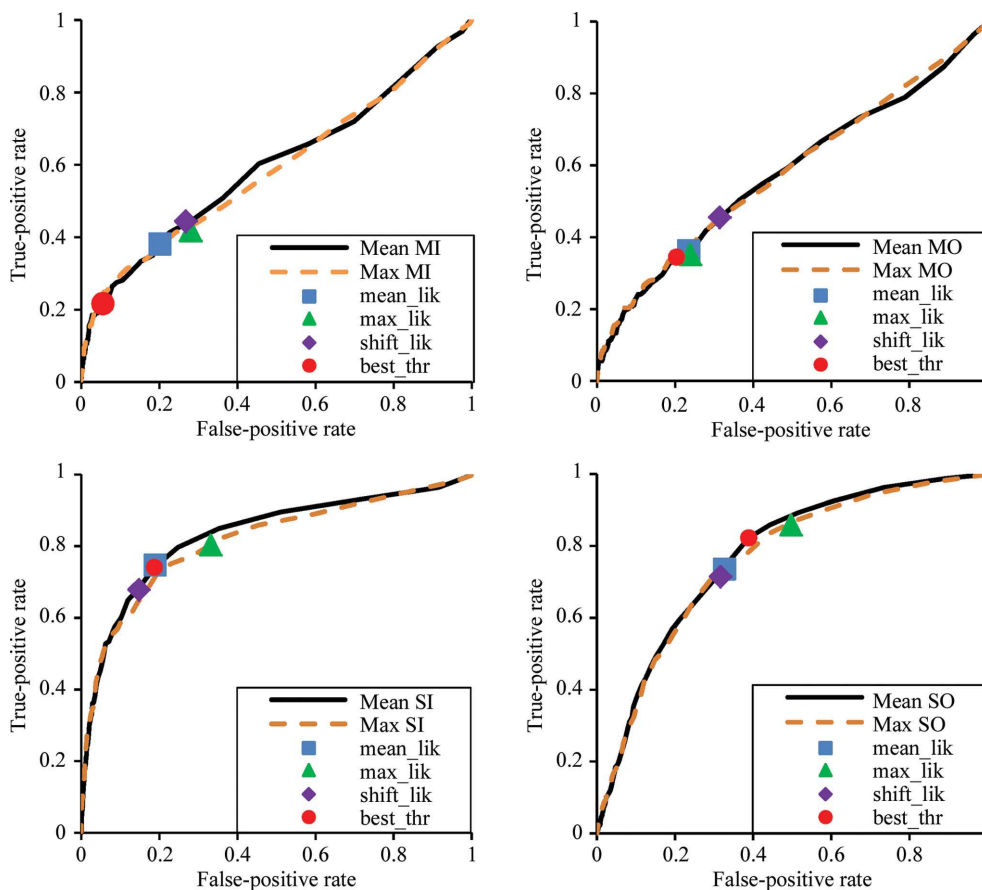 1
0.8
0.6
0.4
0.2
0
True-positive rate
0
0.2
0.4
0.6
0.8
1
False-positive rate
Mean MI
Max MI
mean_lik
max_lik
shift_lik
best_thr
1
0.8
0.6
0.4
0.2
0
True-positive rate
0
0.2
0.4
0.6
0.8
False-positive rate
Mean MO
Max MO
mean_lik
max_lik
shift_lik
best_thr
1
0.8
0.6
0.4
0.2
0
True-positive rate
0
0.2
0.4
0.6
0.8
1
False-positive rate
Mean SI
Max SI
mean_lik
max_lik
shift_lik
best_thr
1
0.8
0.6
0.4
0.2
0
True-positive rate
0
0.2
0.4
0.6
0.8
False-positive rate
Mean SO
Max SO
mean_lik
max_lik
shift_lik
best_thr